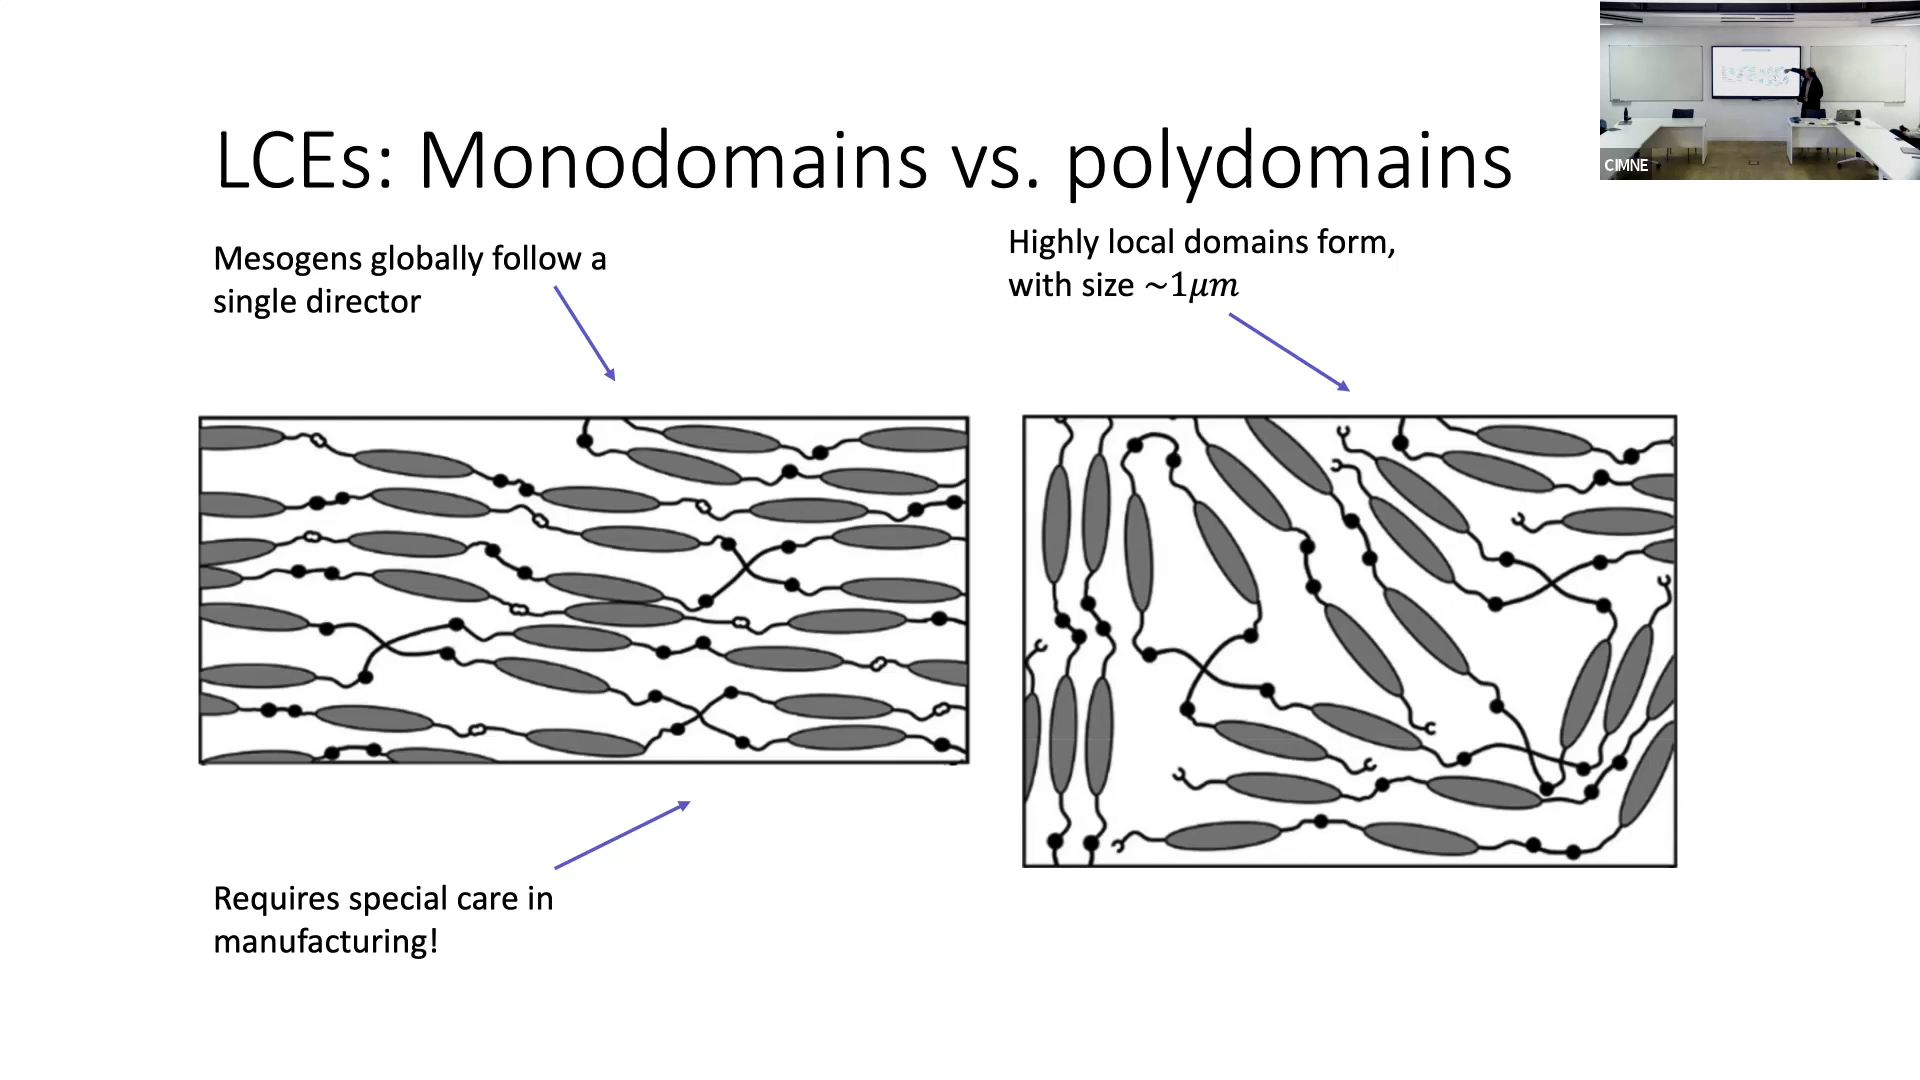 CIMNE
LCEs: Monodomains vs. polydomains
Mesogens globally follow a
single director
Highly local domains form,
with size ~1μm
Requires special care in
manufacturing!